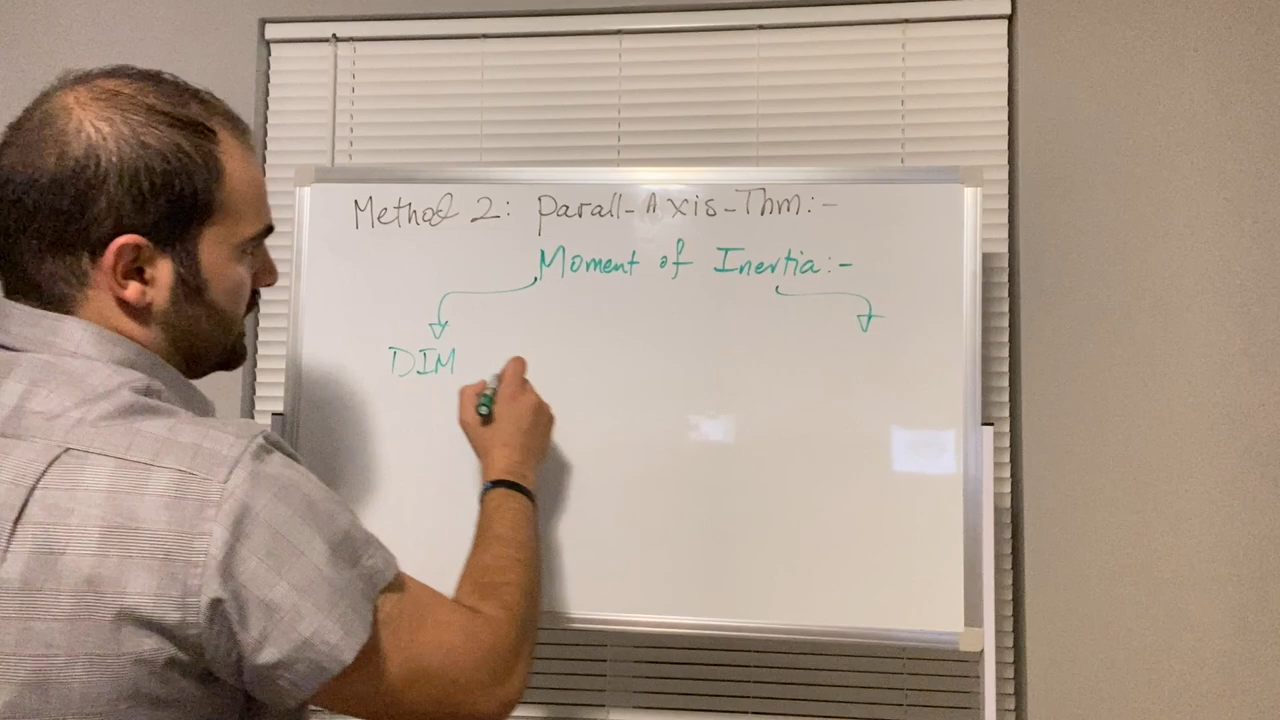 Method 2: Parall-Axis-Thm:-
Moment of Inertia:-
DIM